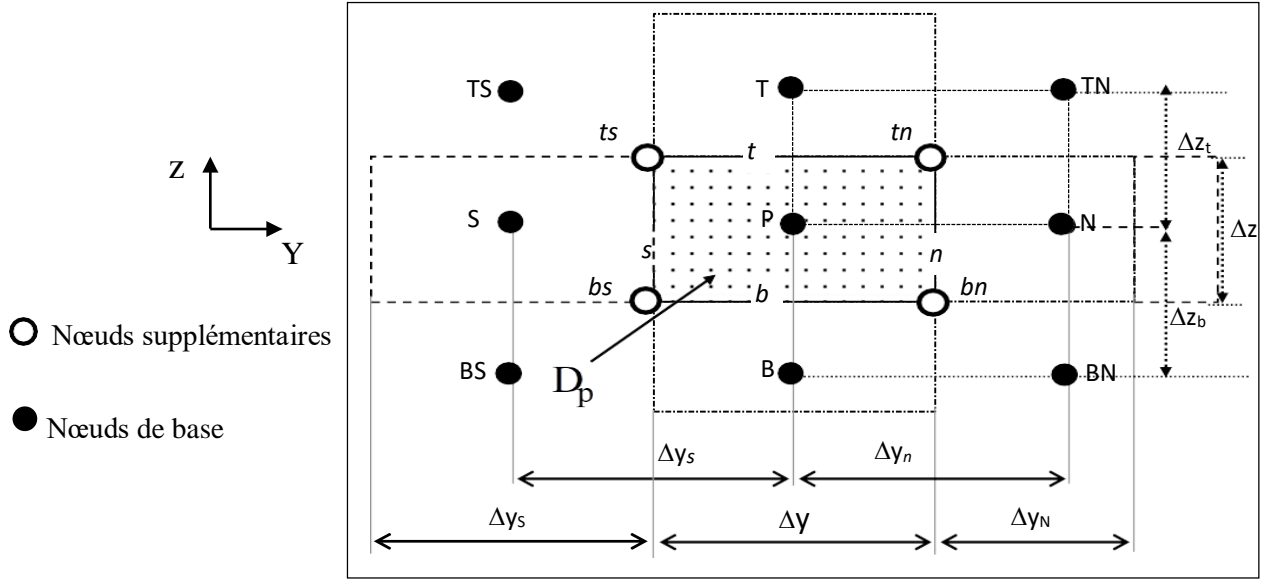 TS
T
TN
ts
t
tn
Δzt
Z
S
P
N
Δz
Y
s
n
bs
b
bn
Δzb
Nœuds supplémentaires
BS
Dp
B
BN
Nœuds de base
Δys
Δyn
ΔyS
Δy
ΔyN